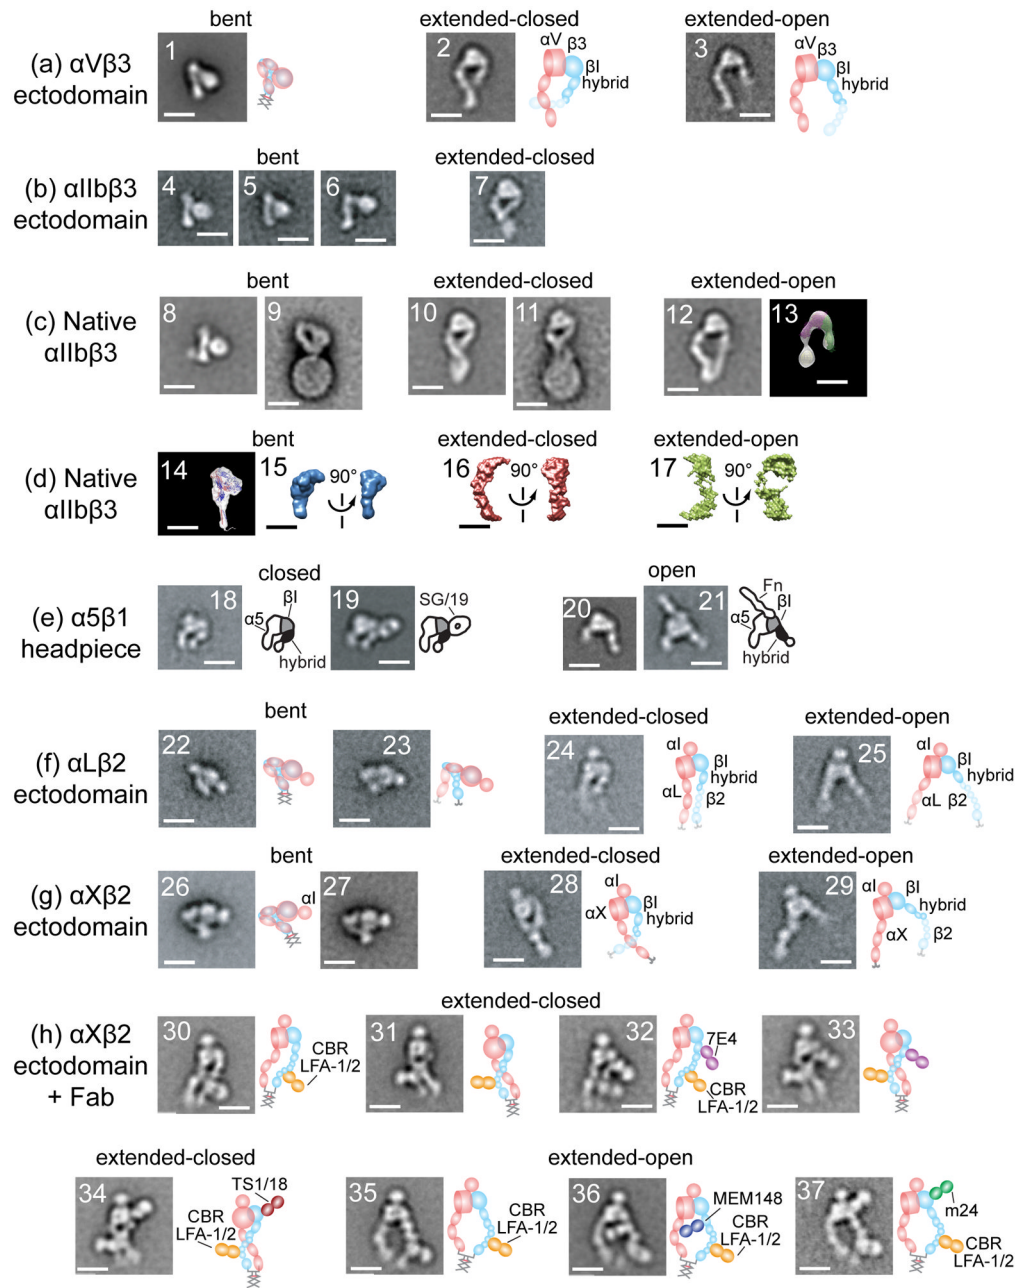 bent
extended-closed
extended-open
(a) αVβ3
ectodomain
1
2
αV
β3
βI
hybrid
3
αV
β3
βI
hybrid
bent
extended-closed
(b) αIIbβ3
ectodomain
4
5
6
7
bent
extended-closed
extended-open
(c) Native
αIIbβ3
8
9
10
11
12
13
bent
extended-closed
extended-open
(d) Native
αIIbβ3
14
15
90°
16
90°
17
90°
closed
open
(e) α5β1
headpiece
18
α5
βI
hybrid
19
SG/19
20
21
Fn
βI
α5
hybrid
bent
extended-closed
extended-open
(f) αLβ2
ectodomain
22
23
24
αI
βI
hybrid
αL
β2
25
αI
βI
hybrid
αL β2
bent
extended-closed
extended-open
(g) αXβ2
ectodomain
26
αI
27
28
αI
βI
αX
hybrid
29
αI
βI
hybrid
αX
β2
extended-closed
(h) αXβ2
ectodomain
+ Fab
30
CBR
LFA-1/2
31
32
7E4
CBR
LFA-1/2
33
extended-closed
extended-open
34
TS1/18
CBR
LFA-1/2
35
CBR
LFA-1/2
36
MEM148
CBR
LFA-1/2
37
m24
CBR
LFA-1/2